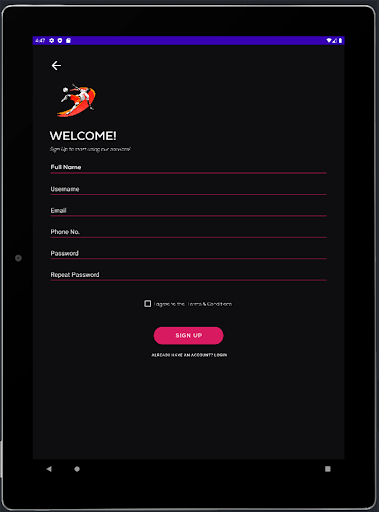 4:47
WELCOME!
Sign Up to start using our services!
Full Name
Username
Email
Phone No.
Password
Repeat Password
I agree to the Terms & Conditions
SIGN UP
ALREADY HAVE AN ACCOUNT? LOGIN